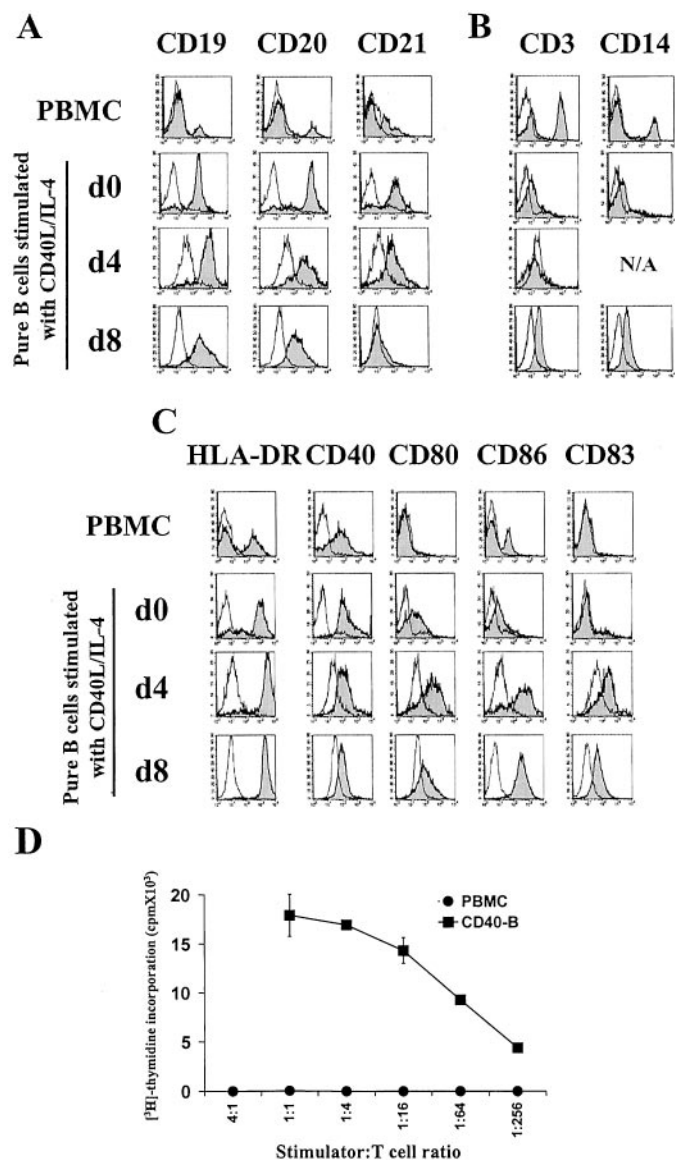 A
B
CD19 CD20 CD21
CD3 CD14
PBMC
Pure B cells stimulated
with CD40L/IL-4
d0
d4
N/A
d8
C
HLA-DR CD40 CD80 CD86 CD83
PBMC
Pure B cells stimulated
with CD40L/IL-4
d0
d4
d8
D
[³H]-thymidine incorporation (cpmX10³)
20
15
10
5
0
PBMC
CD40-B
4:1 1:1 1:4 1:16 1:64 1:256
Stimulator:T cell ratio